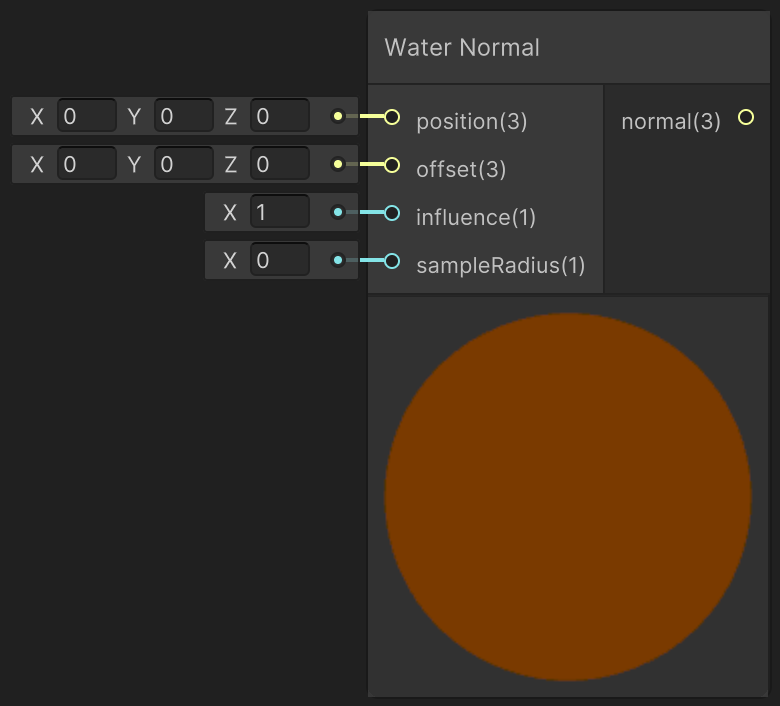 Water Normal
X 0 Y 0 Z 0 position(3) normal(3)
X 0 Y 0 Z 0 offset(3)
X 1 influence(1)
X 0 sampleRadius(1)